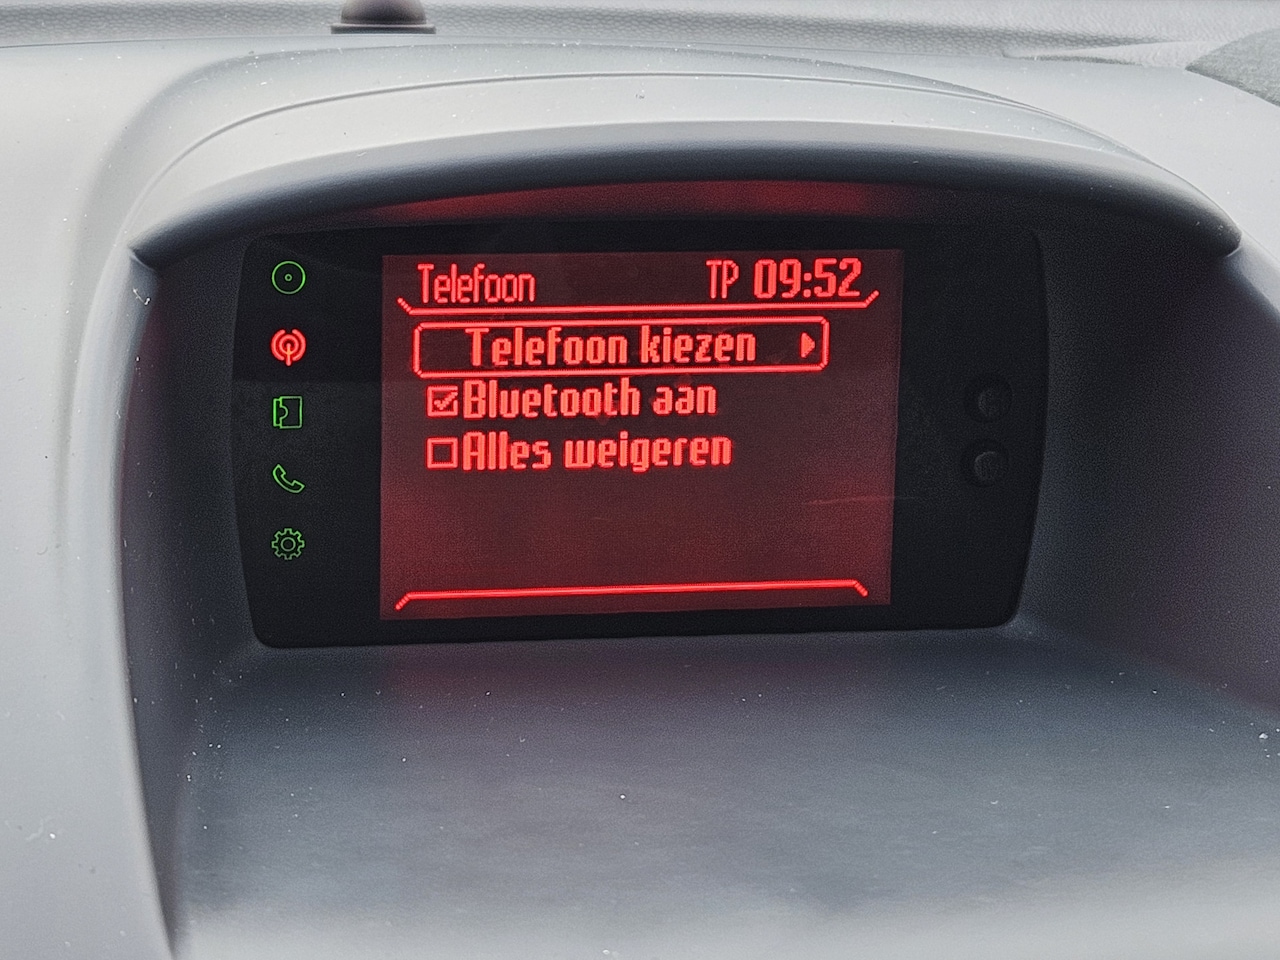 Telefoon TP 09:52
Telefoon kiezen
Bluetooth aan
Alles weigeren